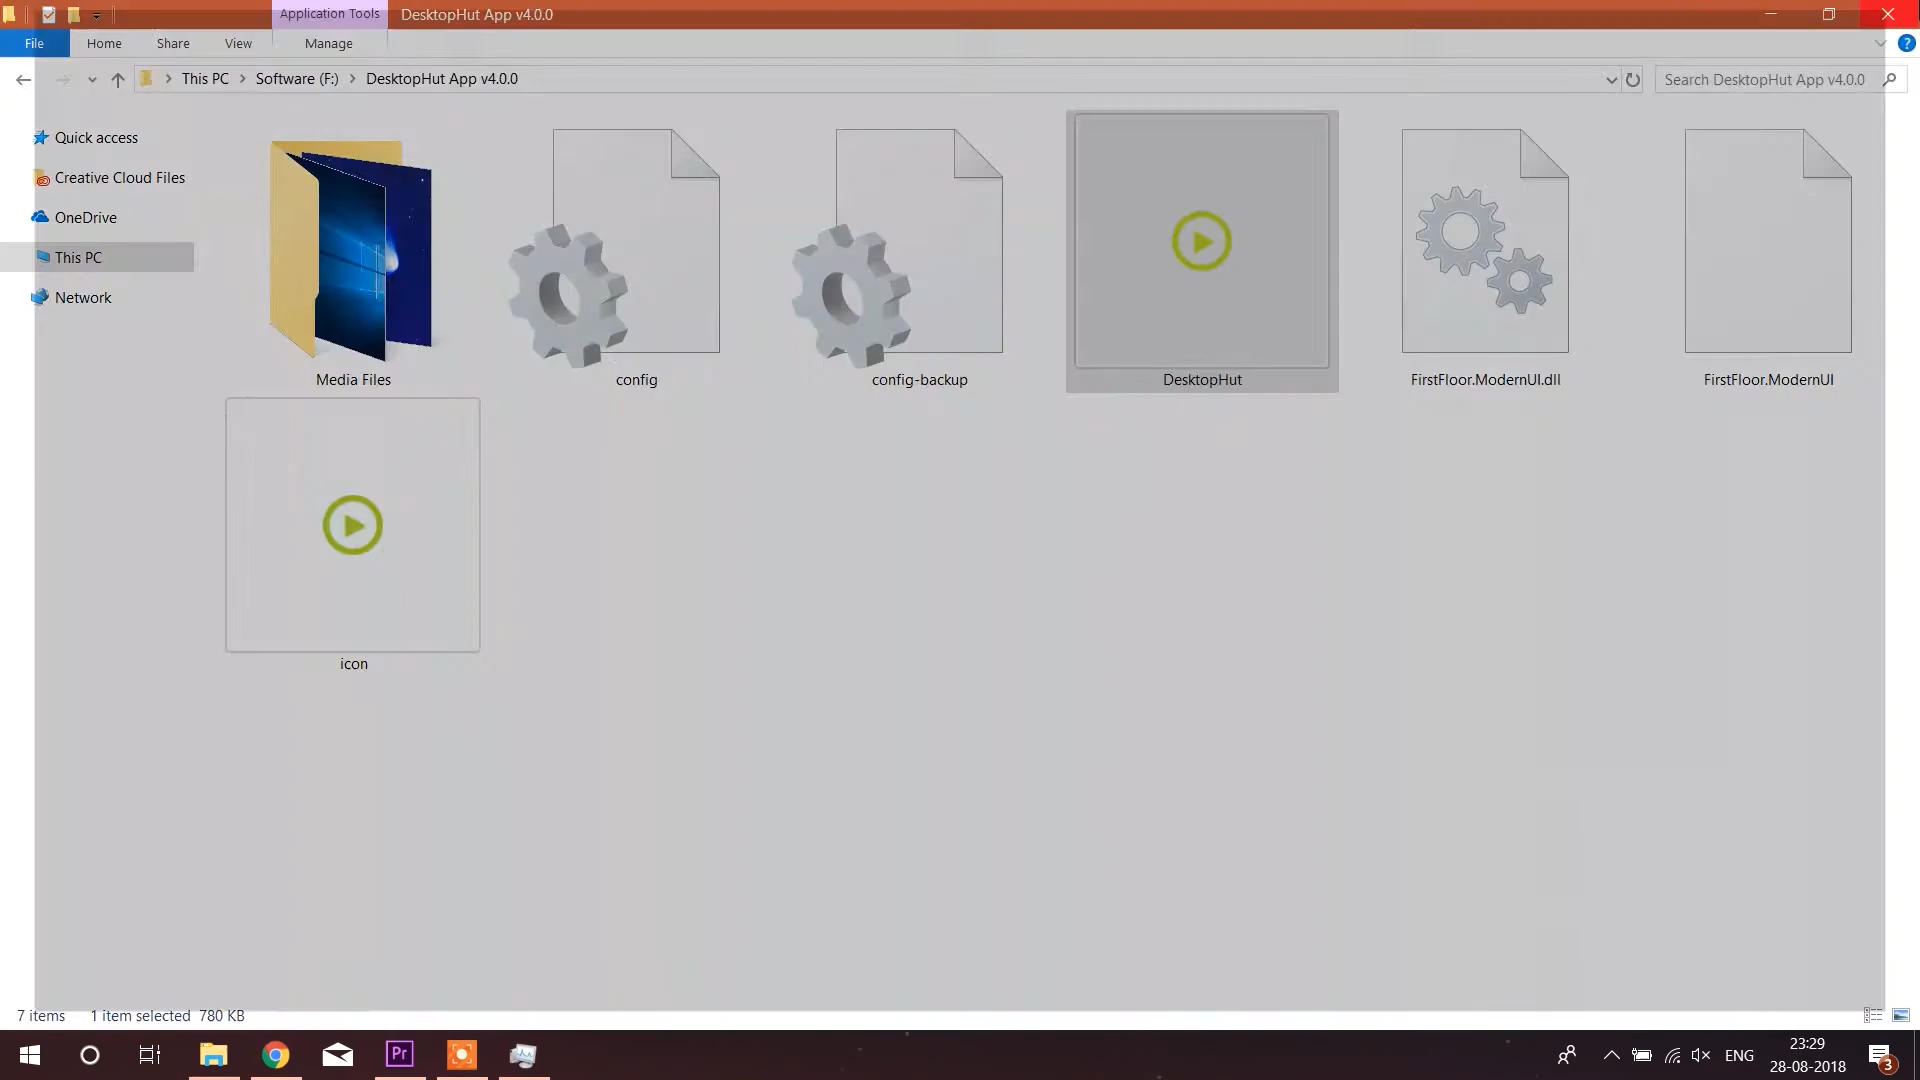 Application Tools
DesktopHut App v4.0.0
File
Home
Share
View
Manage
This PC
Software (F:)
DesktopHut App v4.0.0
Search DesktopHut App v4.0.0
Quick access
Creative Cloud Files
OneDrive
This PC
Network
Media Files
config
config-backup
DesktopHut
FirstFloor.ModernUI.dll
FirstFloor.ModernUI
icon
7 items
1 item selected 780 KB
Pr
ENG
23:29
28-08-2018
3